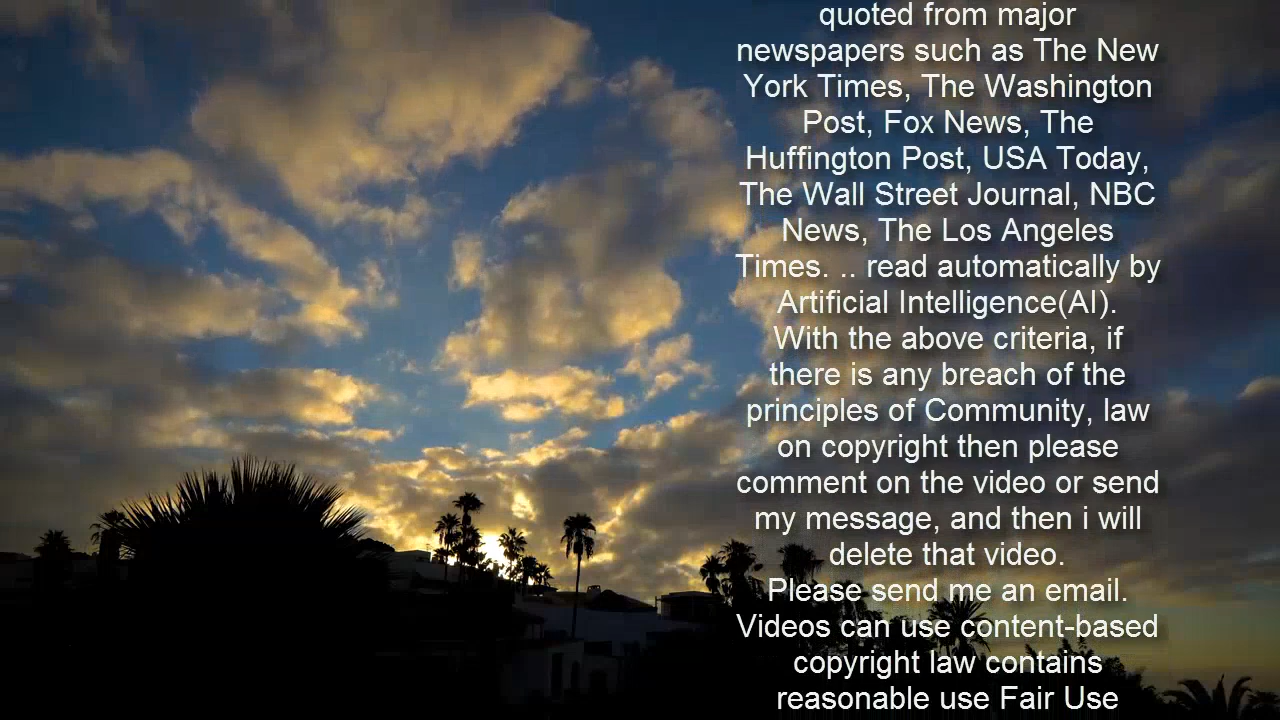 quoted from major
newspapers such as The New
York Times, The Washington
Post, Fox News, The
Huffington Post, USA Today,
The Wall Street Journal, NBC
News, The Los Angeles
Times. .. read automatically by
Artificial Intelligence(AI).
With the above criteria, if
there is any breach of the
principles of Community, law
on copyright then please
comment on the video or send
my message, and then i will
delete that video.
Please send me an email.
Videos can use content-based
copyright law contains
reasonable use Fair Use